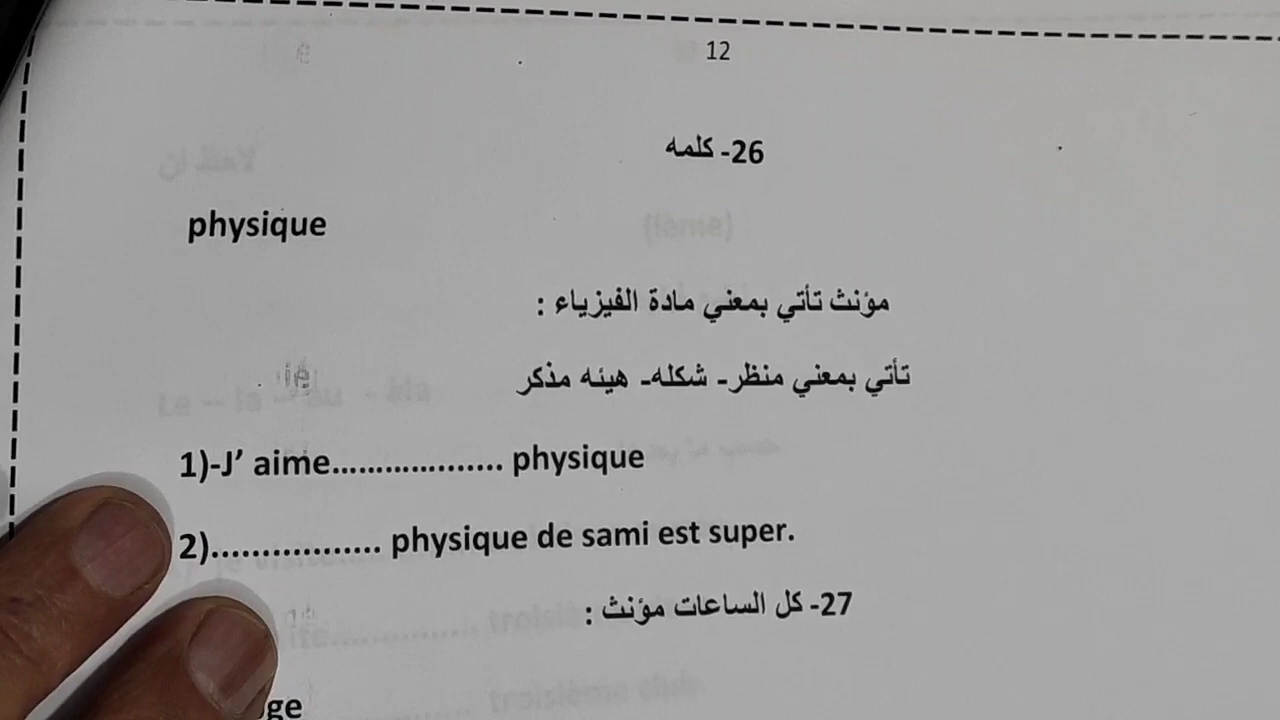 12
26- كلمه
physique
مؤنث تأتي بمعني مادة الفيزياء :
تأتي بمعني منظر- شكله- هيئه مذكر
1)-J’ aime................... physique
2)................. physique de sami est super.
27- كل الساعات مؤنث :